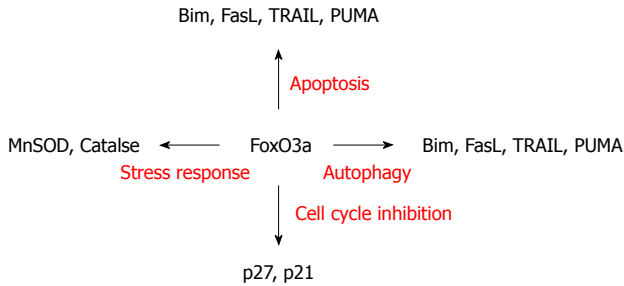 Bim, FasL, TRAIL, PUMA
Apoptosis
MnSOD, Catalse
FoxO3a
Bim, FasL, TRAIL, PUMA
Stress response
Autophagy
Cell cycle inhibition
p27, p21